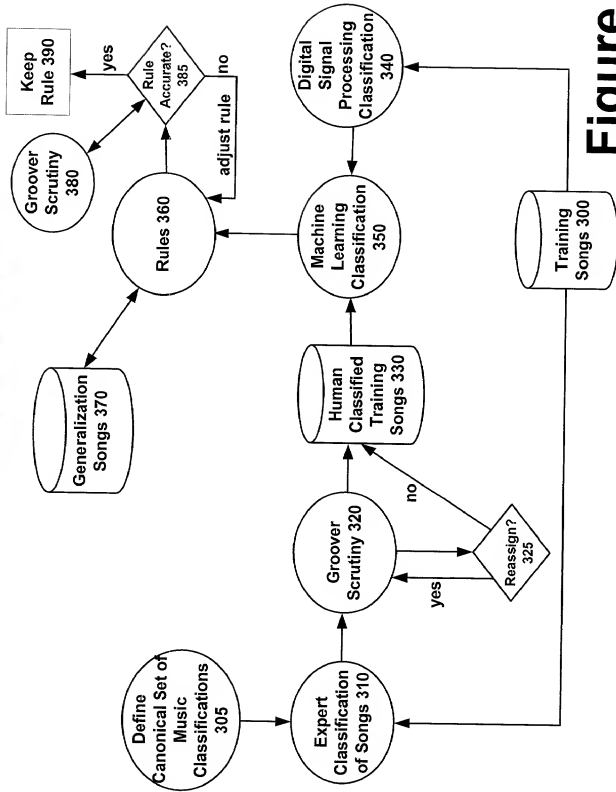 Define
Canonical Set of
Music
Classifications
305
Expert
Classification
of Songs 310
Groover
Scrutiny 320
yes
no
Reassign?
325
Human
Classified
Training
Songs 330
Generalization
Songs 370
Machine
Learning
Classification
350
Rules 360
Groover
Scrutiny
380
Rule
Accurate?
385
yes
no
adjust rule
Keep
Rule 390
Digital
Signal
Processing
Classification
340
Training
Songs 300
Figure